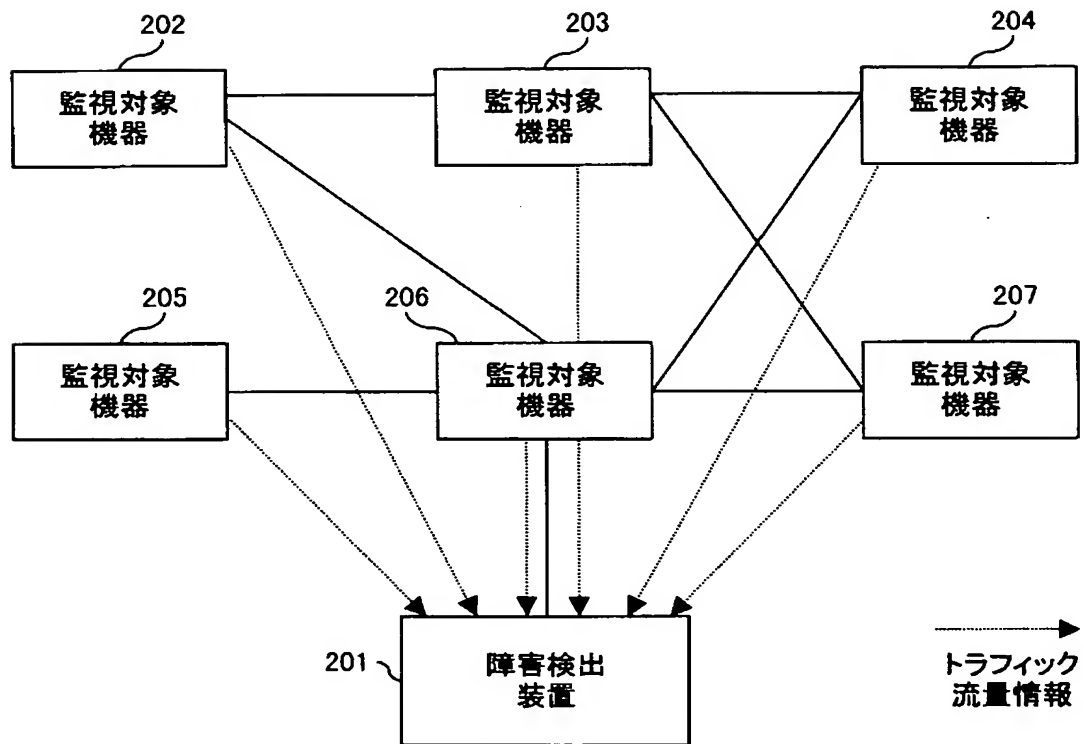 202
203
204
監視対象
機器
監視対象
機器
監視対象
機器
205
206
207
監視対象
機器
監視対象
機器
監視対象
機器
201
障害検出
装置
トラフィック
流量情報